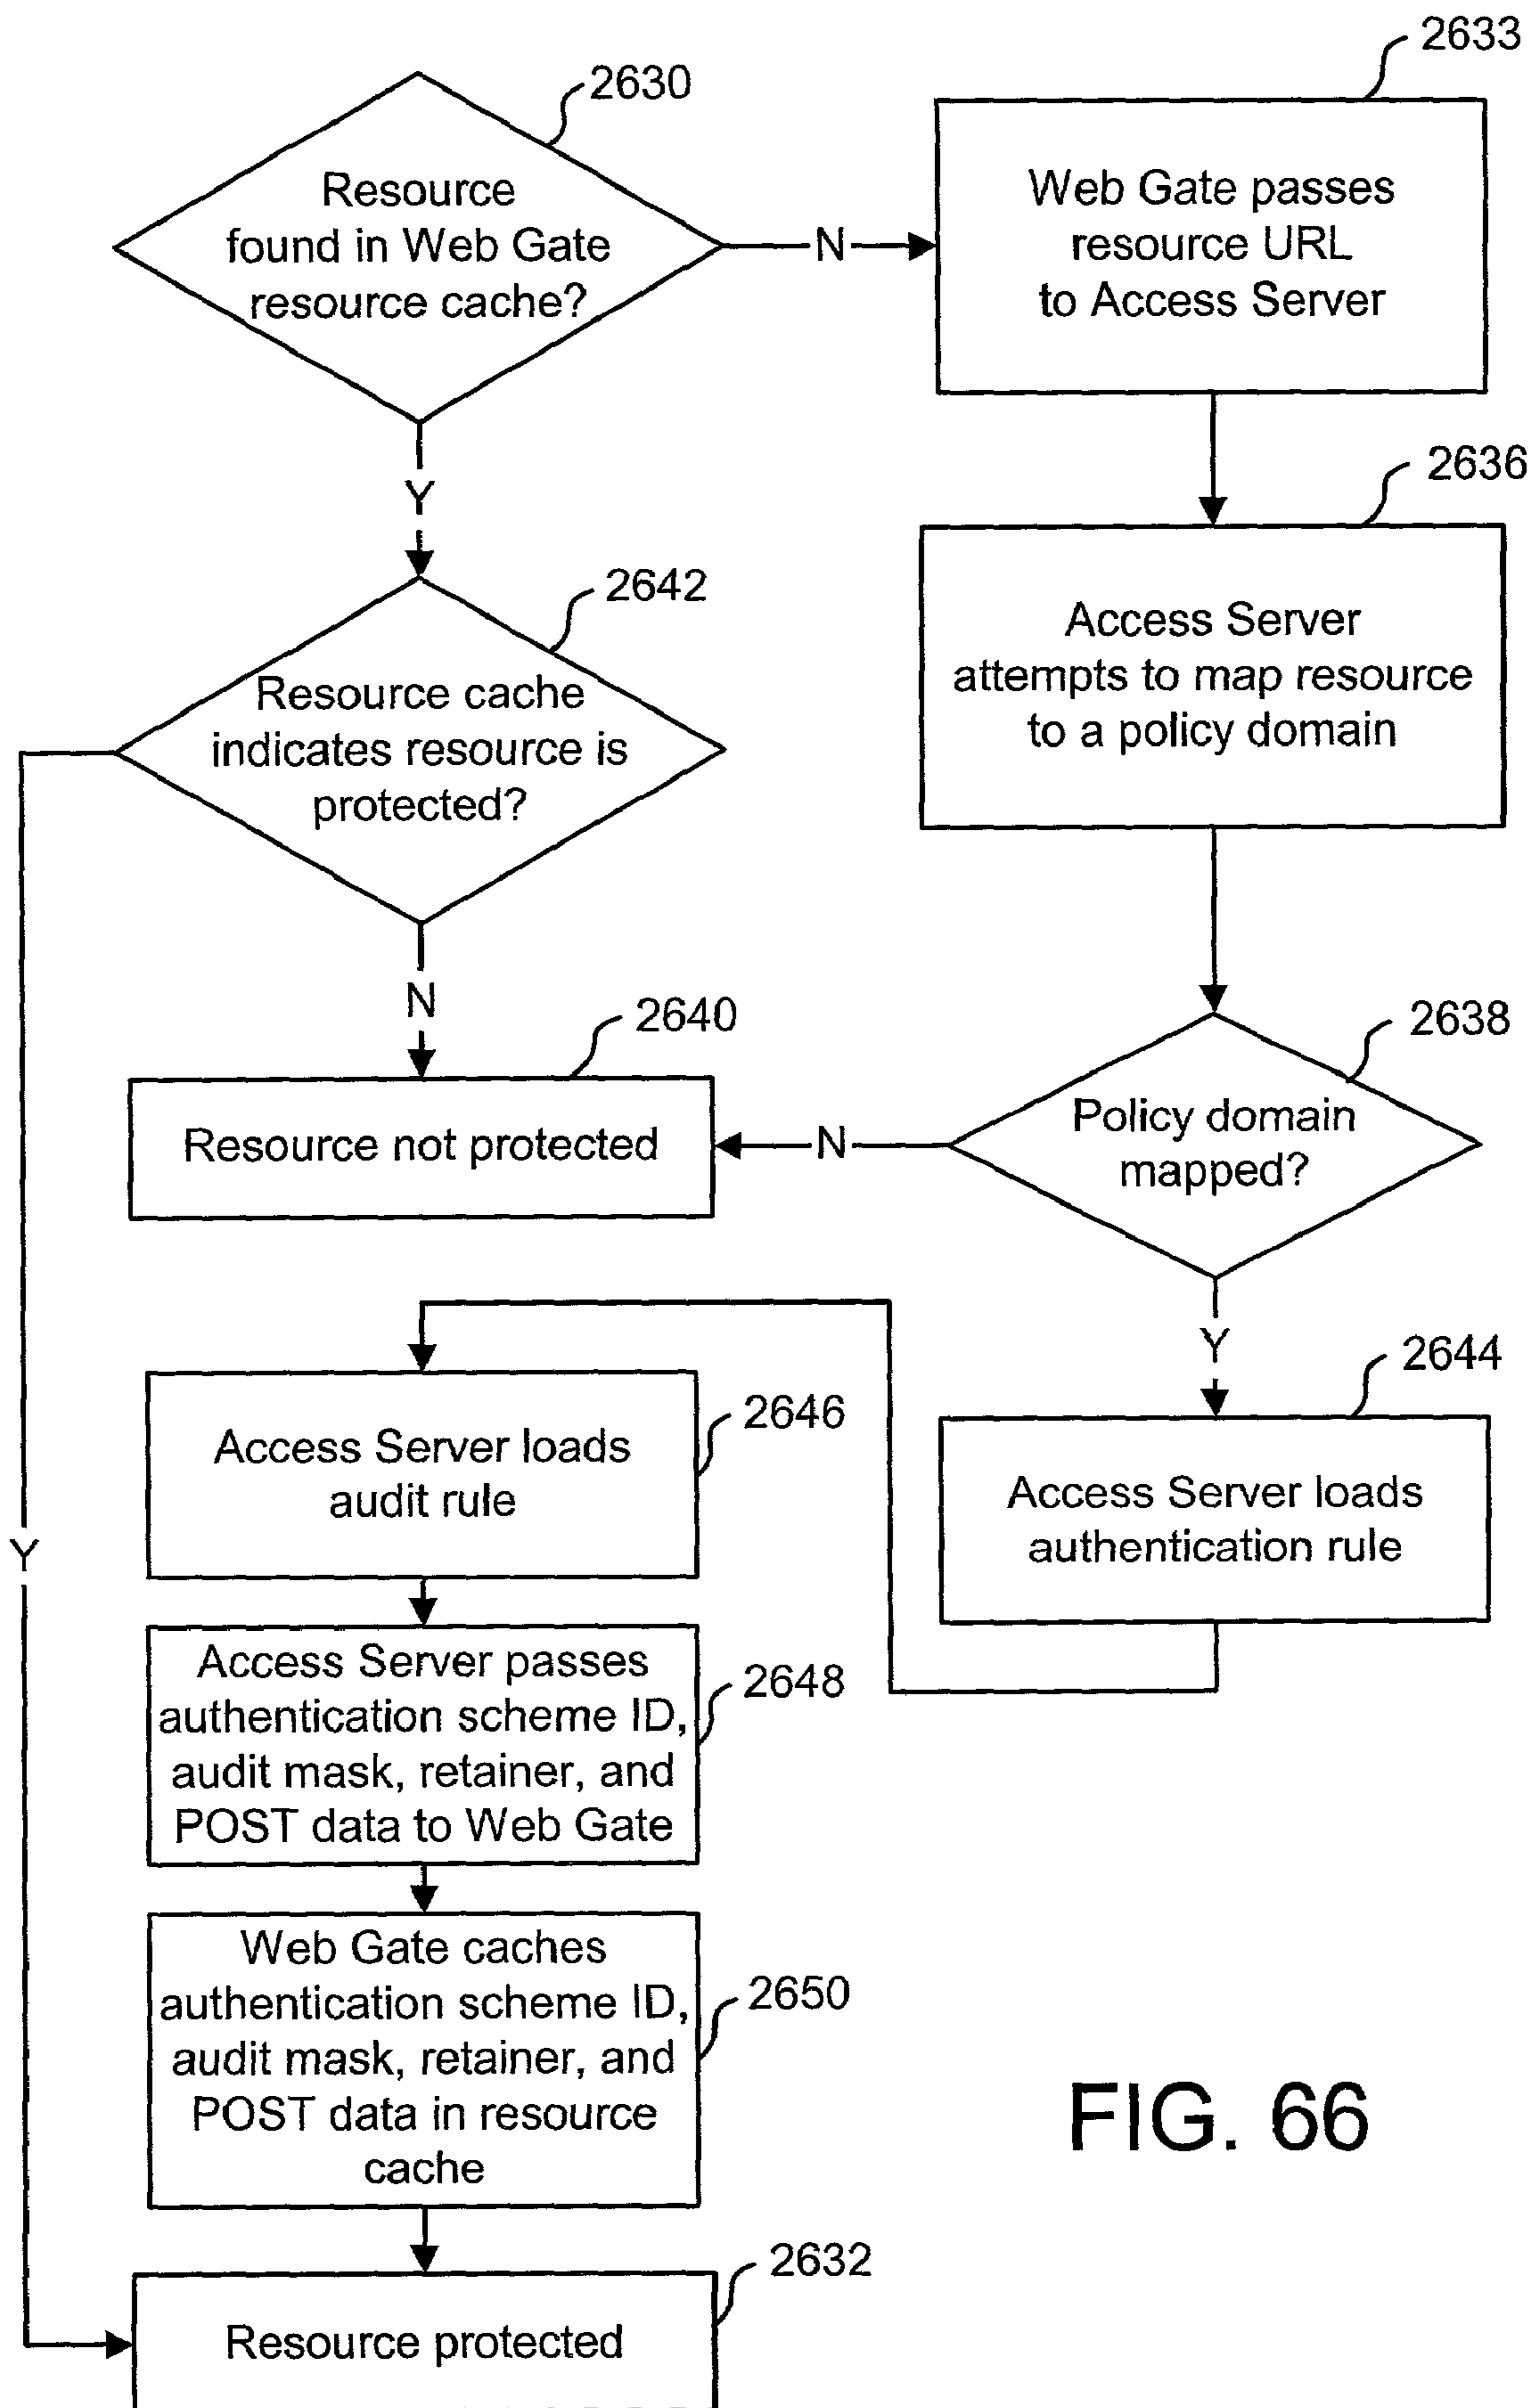 2630
Resource
found in Web Gate
resource cache?
N
2633
Web Gate passes
resource URL
to Access Server
Y
2636
Access Server
attempts to map resource
to a policy domain
2642
Resource cache
indicates resource is
protected?
N
2640
Resource not protected
N
2638
Policy domain
mapped?
Y
2644
Access Server loads
authentication rule
2646
Access Server loads
audit rule
Y
2648
Access Server passes
authentication scheme ID,
audit mask, retainer, and
POST data to Web Gate
2650
Web Gate caches
authentication scheme ID,
audit mask, retainer, and
POST data in resource
cache
2632
Resource protected
FIG. 66